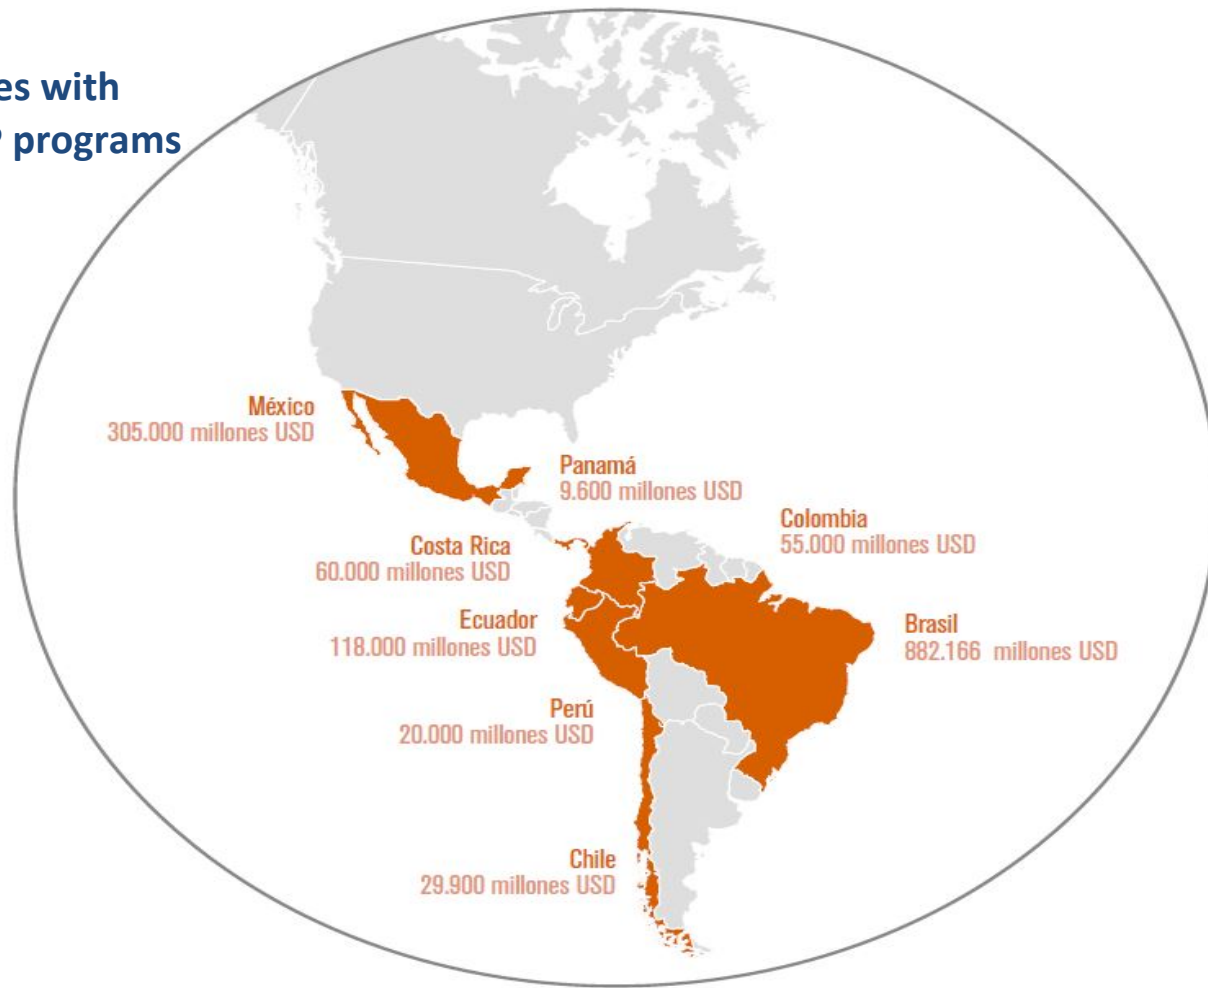 es with
programs
México
305.000 millones USD
Panamá
9.600 millones USD
Colombia
55.000 millones USD
Costa Rica
60.000 millones USD
Ecuador
118.000 millones USD
Brasil
882.166 millones USD
Perú
20.000 millones USD
Chile
29.900 millones USD